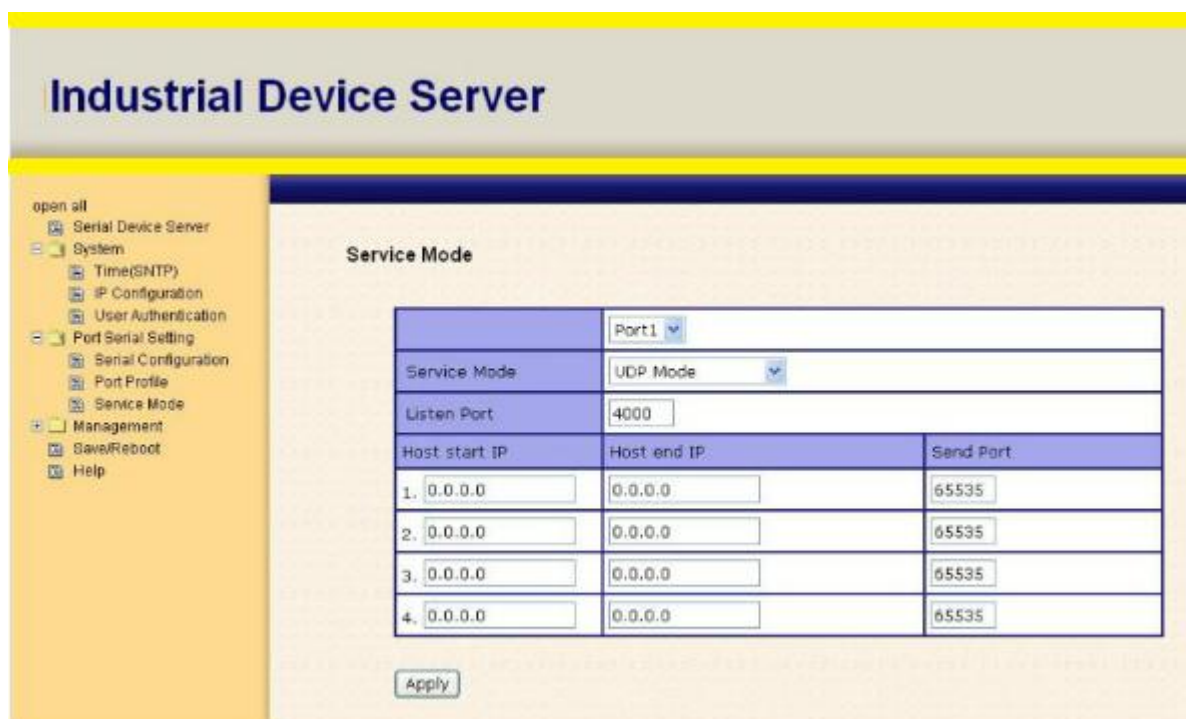 Industrial Device Server
open all
Serial Device Server
System
Time(SNTP)
IP Configuration
User Authentication
Port Serial Setting
Serial Configuration
Port Profile
Service Mode
Management
Save/Reboot
Help
Service Mode
Port1
Service Mode UDP Mode
Listen Port 4000
Host start IP Host end IP Send Port
1. 0.0.0.0 0.0.0.0 65535
2. 0.0.0.0 0.0.0.0 65535
3. 0.0.0.0 0.0.0.0 65535
4. 0.0.0.0 0.0.0.0 65535
Apply